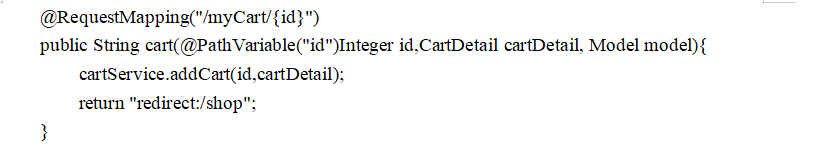 @RequestMapping("/myCart/{id}")
public String cart(@PathVariable("id")Integer id,CartDetail cartDetail, Model model){
cartService.addCart(id,cartDetail);
return "redirect:/shop";
}